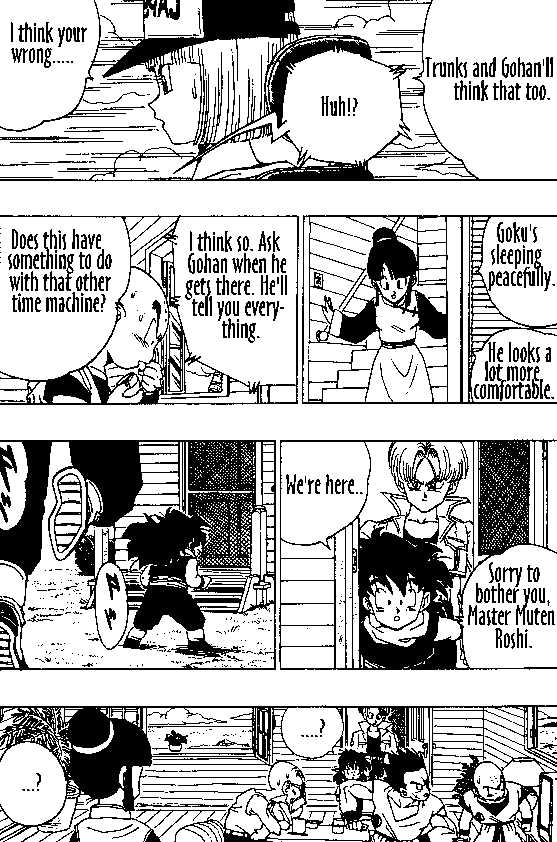 I think your
wrong.....
Huh!?
Trunks and Gohan'll
think that too.
Does this have
something to do
with that other
time machine?
I think so. Ask
Gohan when he
gets there. He'll
tell you every-
thing.
Goku's
sleeping
peacefully.
He looks a
lot more
comfortable.
We're here..
Sorry to
bother you,
Master Muten
Roshi.
....?
....?